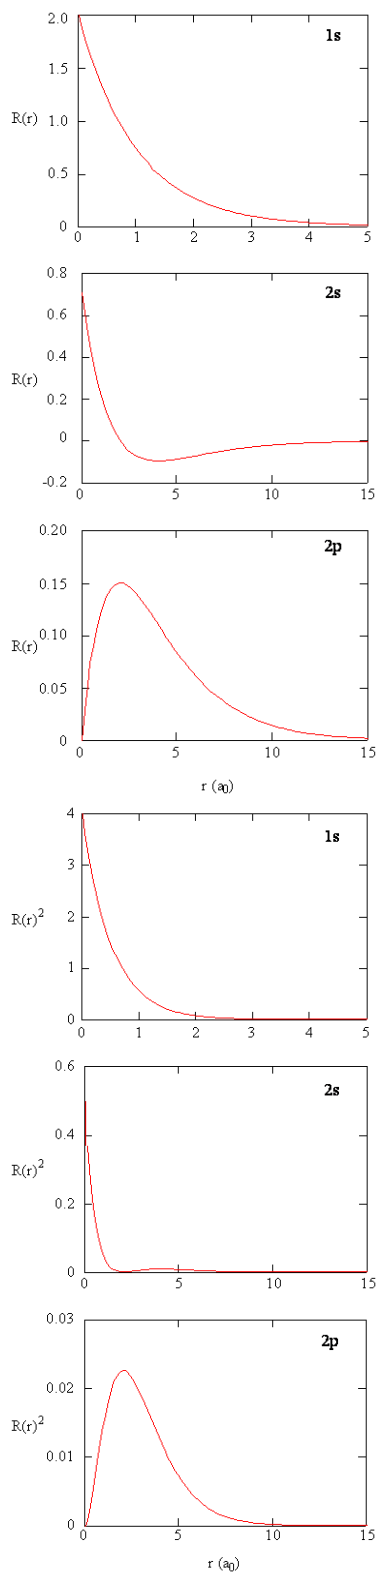 2.0
1s
1.5
R(r)
1.0
0.5
0
0 1 2 3 4 5
0.8
2s
0.6
0.4
R(r)
0.2
0
-0.2
0 5 10 15
0.20
2p
0.15
0.10
R(r)
0.05
0
0 5 10 15
r (a0)
4
1s
3
R(r)2
2
1
0
0 1 2 3 4 5
0.6
2s
0.4
R(r)2
0.2
0
0 5 10 15
0.03
2p
0.02
R(r)2
0.01
0
0 5 10 15
r (a0)